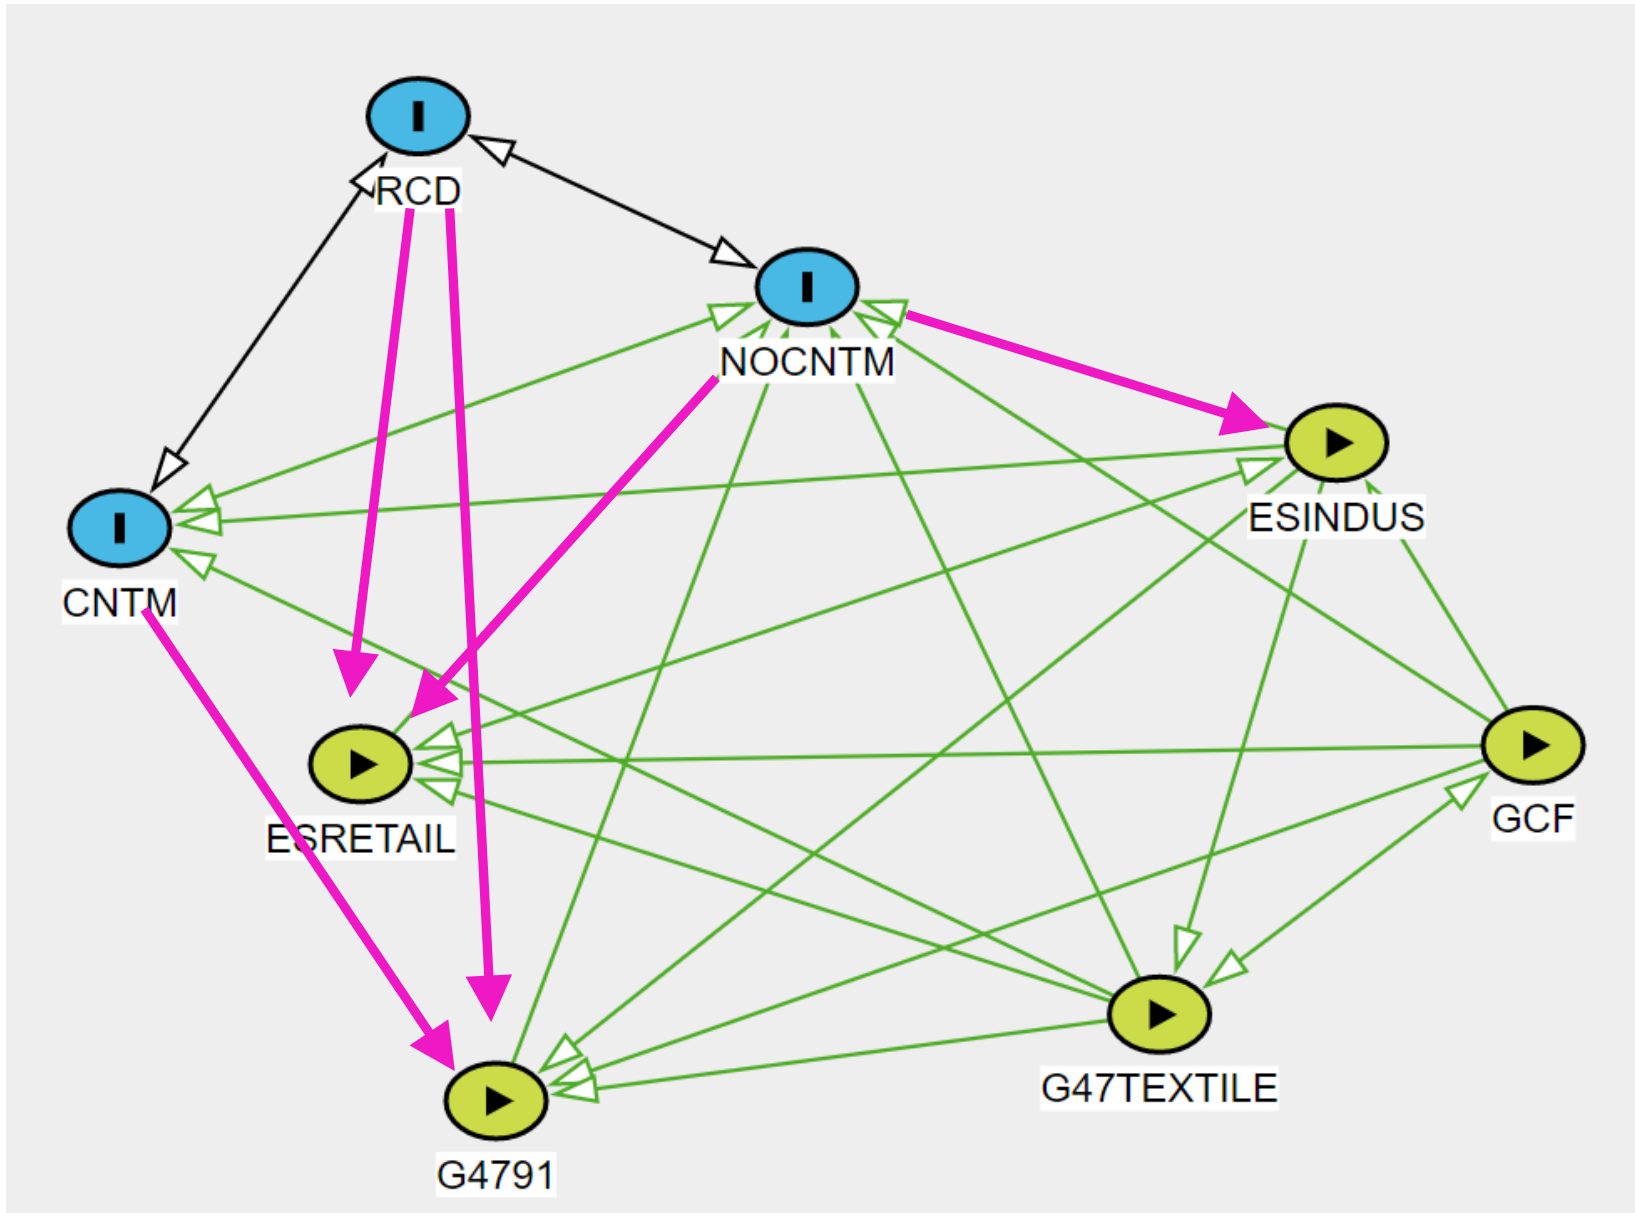 RCD
NOCNTM
ESINDUS
CNTM
ESRETAIL
GCF
G47TEXTILE
G4791